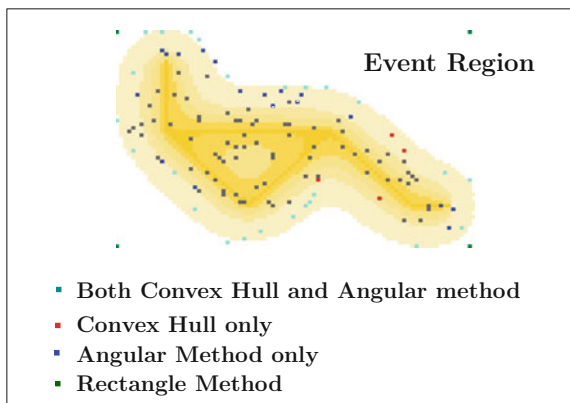 Event Region
Both Convex Hull and Angular method
Convex Hull only
Angular Method only
Rectangle Method